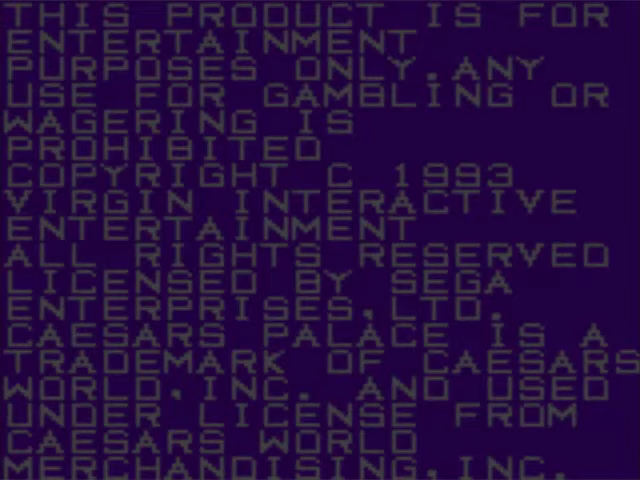 THIS PRODUCT IS FOR
ENTERTAINMENT
PURPOSES ONLY.ANY
USE FOR GAMBLING OR
WAGERING IS
PROHIBITED
COPYRIGHT C 1993
VIRGIN INTERACTIVE
ENTERTAINMENT
ALL RIGHTS RESERVED
LICENSED BY SEGA
ENTERPRISES,LTD.
CAESARS PALACE IS A
TRADEMARK OF CAESARS
WORLD,INC. AND USED
UNDER LICENSE FROM
CAESARS WORLD
MERCHANDISING,INC.